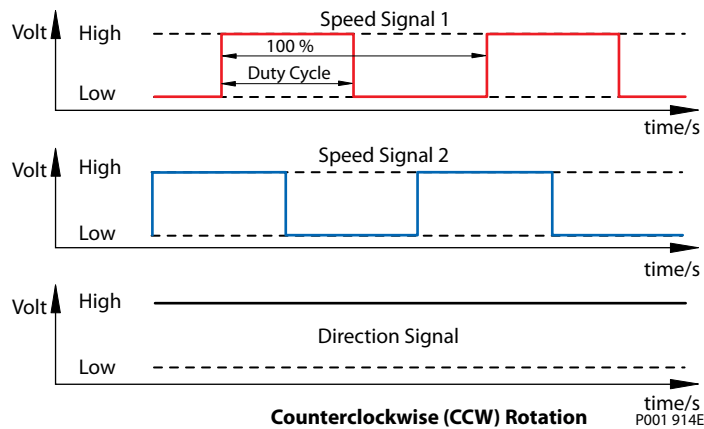 Speed Signal 1
Volt High
100 %
Duty Cycle
Low
time/s
Speed Signal 2
Volt High
Low
time/s
Volt High
Direction Signal
Low
time/s
Counterclockwise (CCW) Rotation P001 914E